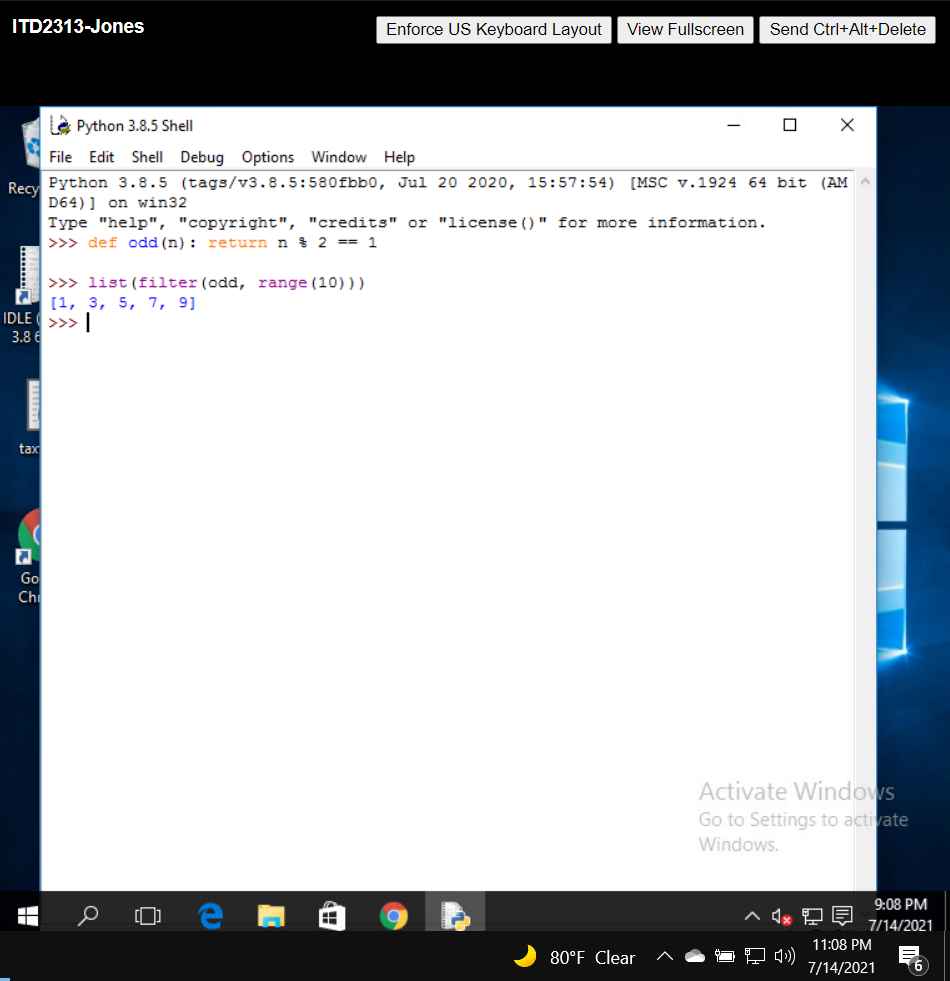 ITD2313-Jones
Enforce US Keyboard Layout
View Fullscreen
Send Ctrl+Alt+Delete
Python 3.8.5 Shell
File Edit Shell Debug Options Window Help
Python 3.8.5 (tags/v3.8.5:580fbb0, Jul 20 2020, 15:57:54) [MSC v.1924 64 bit (AM
D64)] on win32
Type "help", "copyright", "credits" or "license()" for more information.
>>> def odd(n): return n % 2 == 1
>>> list(filter(odd, range(10)))
[1, 3, 5, 7, 9]
>>>
Recy
IDLE (
3.8 6
tax
Go
Chr
Activate Windows
Go to Settings to activate
Windows.
9:08 PM
7/14/2021
80°F Clear
11:08 PM
7/14/2021
6